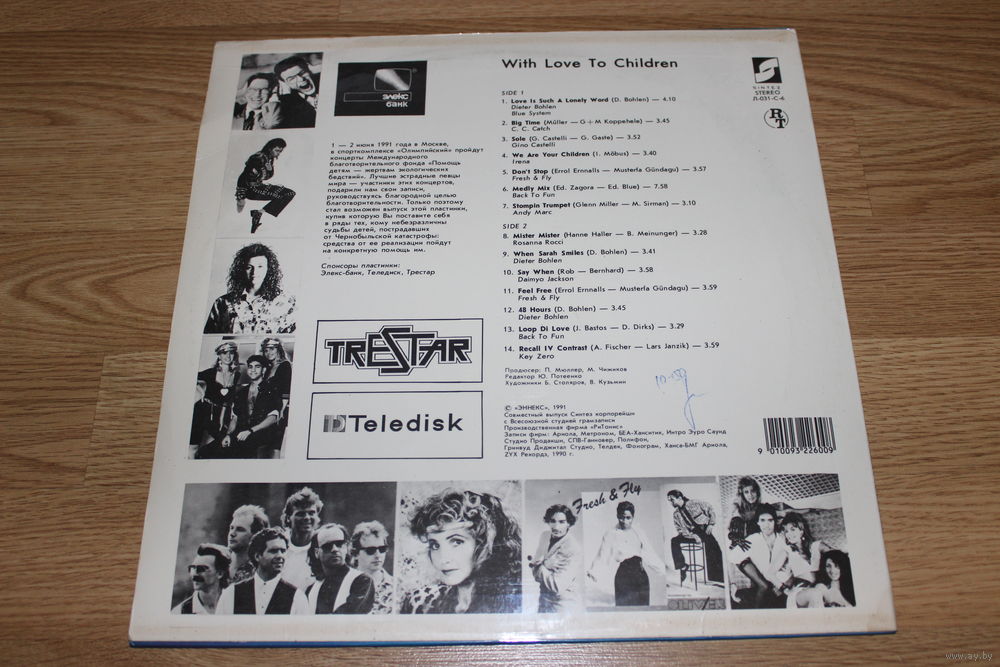 элекс
банк
With Love To Children
SINTEZ
STEREO
Л-031-С-6
RT
1 — 2 июня 1991 года в Москве,
в спорткомплексе «Олимпийский» пройдут
концерты Международного
благотворительного фонда «Помощь
детям — жертвам экологических
бедствий». Лучшие эстрадные певцы
мира — участники этих концертов,
подарили нам свои записи,
руководствуясь благородной целью
благотворительности. Только поэтому
стал возможен выпуск этой пластинки,
купив которую Вы поставите себя
в ряды тех, кому небезразличны
судьбы детей, пострадавших
от Чернобыльской катастрофы:
средства от ее реализации пойдут
на конкретную помощь им.
Спонсоры пластинки:
Элекс-банк, Теледиск, Трестар
TRESTAR
Teledisk
SIDE 1
1. Love Is Such A Lonely Word (D. Bohlen) — 4.10
Dieter Bohlen
Blue System
2. Big Time (Müller — G + M Koppehele) — 3.45
C. C. Catch
3. Sole (G. Castelli — G. Gaste) — 3.52
Gino Castelli
4. We Are Your Children (I. Möbus) — 3.40
Irena
5. Don't Stop (Errol Ernnalls — Musterla Gündagu) — 3.57
Fresh & Fly
6. Medly Mix (Ed. Zagora — Ed. Blue) — 7.58
Back To Fun
7. Stompin Trumpet (Glenn Miller — M. Sirman) — 3.10
Andy Marc
SIDE 2
8. Mister Mister (Hanne Haller — B. Meinunger) — 3.28
Rosanna Rocci
9. When Sarah Smiles (D. Bohlen) — 3.41
Dieter Bohlen
10. Say When (Rob — Bernhard) — 3.58
Daimyo Jackson
11. Feel Free (Errol Ernnalls — Musterla Gündagu) — 3.59
Fresh & Fly
12. 48 Hours (D. Bohlen) — 3.45
Dieter Bohlen
13. Loop Di Love (J. Bastos — D. Dirks) — 3.29
Back To Fun
14. Recall IV Contrast (A. Fischer — Lars Janzik) — 3.59
Key Zero
Продюсер: П. Мюллер, М. Чижиков
Редактор Ю. Потеенко
Художники Б. Столяров, В. Кузьмин
© «ЭННЕКС», 1991
Совместный выпуск Синтез корпорейшн
с Всесоюзной студией грамзаписи
Производственная фирма «РиТонис»
Записи фирм: Ариола, Метроном, БЕА-Ханситик, Интро Эуро Саунд
Студио Продакшн, СПВ-Ганновер, Полифон,
Гринвуд Диджитал Студио, Телдек, Фонограм, Ханса-БМГ Ариола,
ZYX Рекордз, 1990 г.
9 010093 226009
Fresh & Fly
OLIVER
www.ay.by